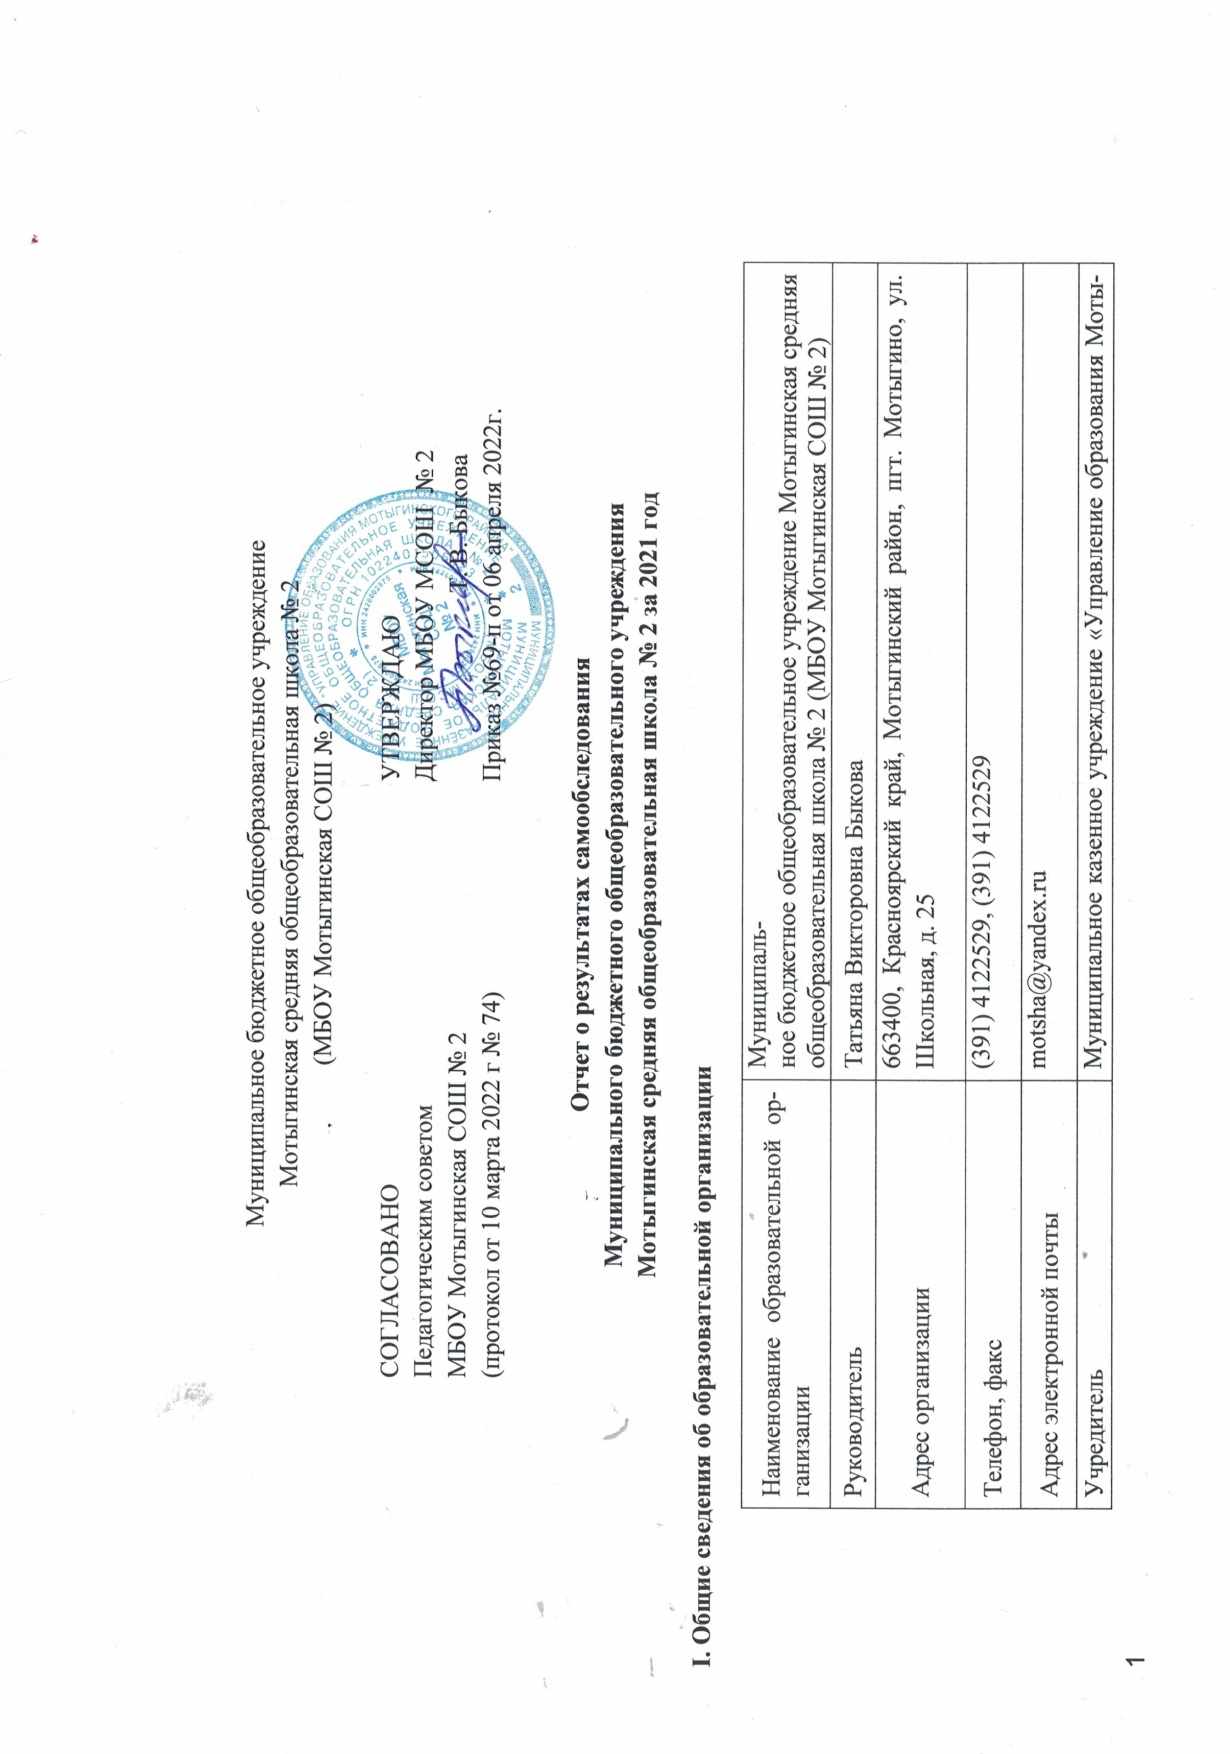 Муниципальное бюджетное общеобразовательное учреждение
Мотыгинская средняя общеобразовательная школа № 2
(МБОУ Мотыгинская СОШ № 2)
СОГЛАСОВАНО
Педагогическим советом
МБОУ Мотыгинская СОШ № 2
(протокол от 10 марта 2022 г № 74)
УТВЕРЖДАЮ
Директор МБОУ МСОШ № 2
Т.В. Быкова
Приказ №69-п от 06 апреля 2022г.
Отчет о результатах самообследования
Муниципального бюджетного общеобразовательного учреждения
Мотыгинская средняя общеобразовательная школа № 2 за 2021 год
I. Общие сведения об образовательной организации
Наименование образовательной ор-
ганизации
Муниципаль-
ное бюджетное общеобразовательное учреждение Мотыгинская средняя
общеобразовательная школа № 2 (МБОУ Мотыгинская СОШ № 2)
Руководитель
Татьяна Викторовна Быкова
Адрес организации
663400, Красноярский край, Мотыгинский район, пгт. Мотыгино, ул.
Школьная, д. 25
Телефон, факс
(391) 4122529, (391) 4122529
Адрес электронной почты
motsha@yandex.ru
Учредитель
Муниципальное казенное учреждение «Управление образования Моты-
1